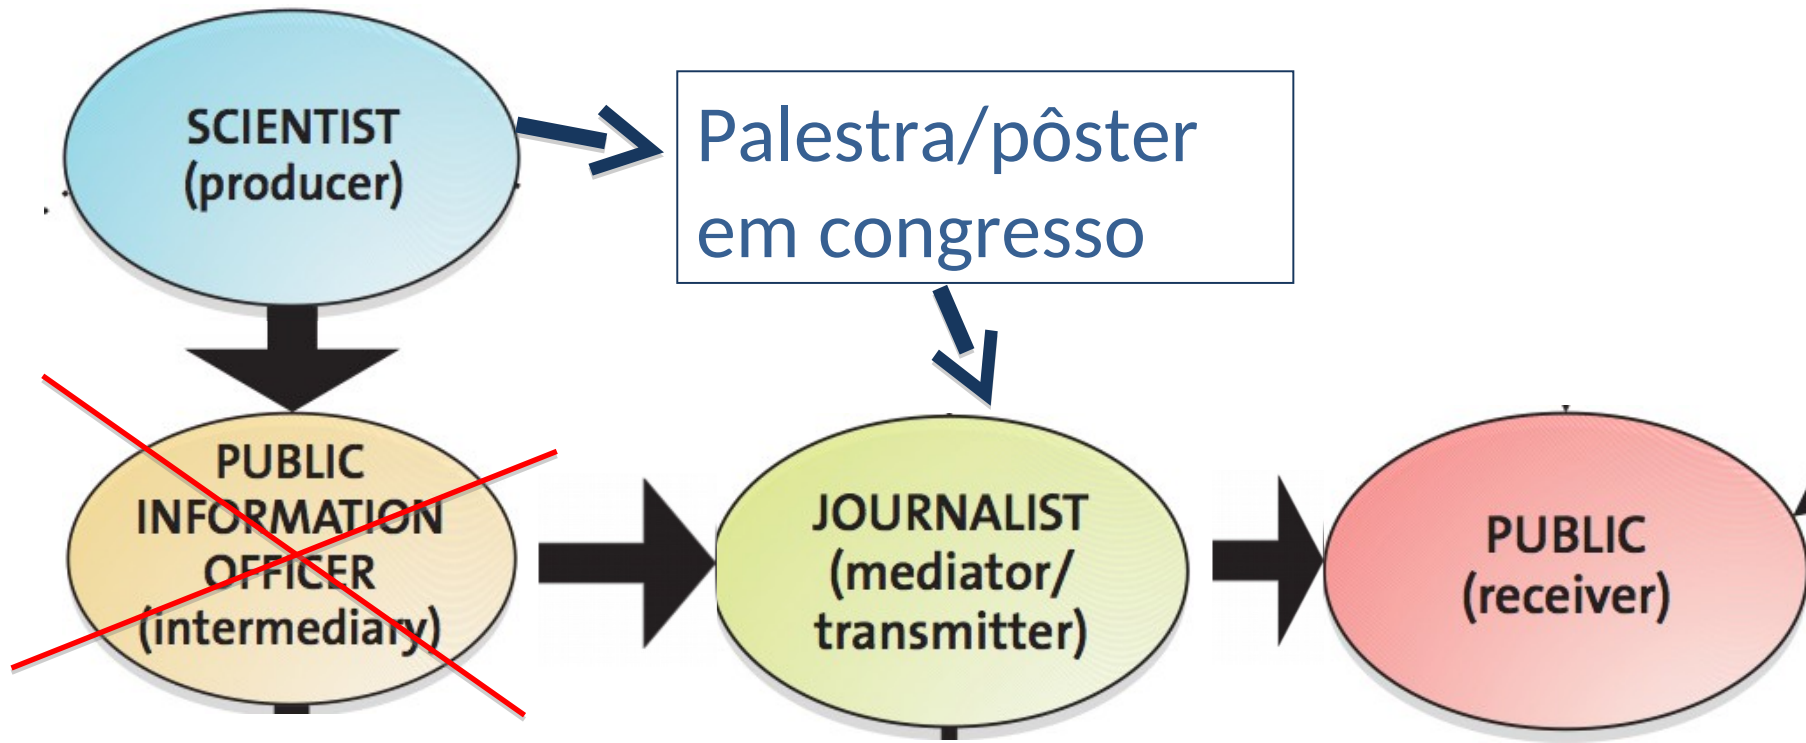 SCIENTIST
(producer)
Palestra/pôster
em congresso
PUBLIC
INFORMATION
OFFICER
(intermediary)
JOURNALIST
(mediator/
transmitter)
PUBLIC
(receiver)